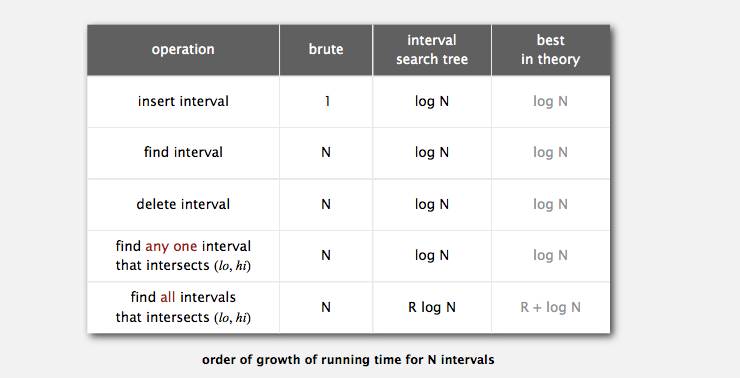 operation brute interval search tree best in theory
insert interval 1 log N log N
find interval N log N log N
delete interval N log N log N
find any one interval
that intersects (lo, hi) N log N log N
find all intervals
that intersects (lo, hi) N R log N R + log N
order of growth of running time for N intervals